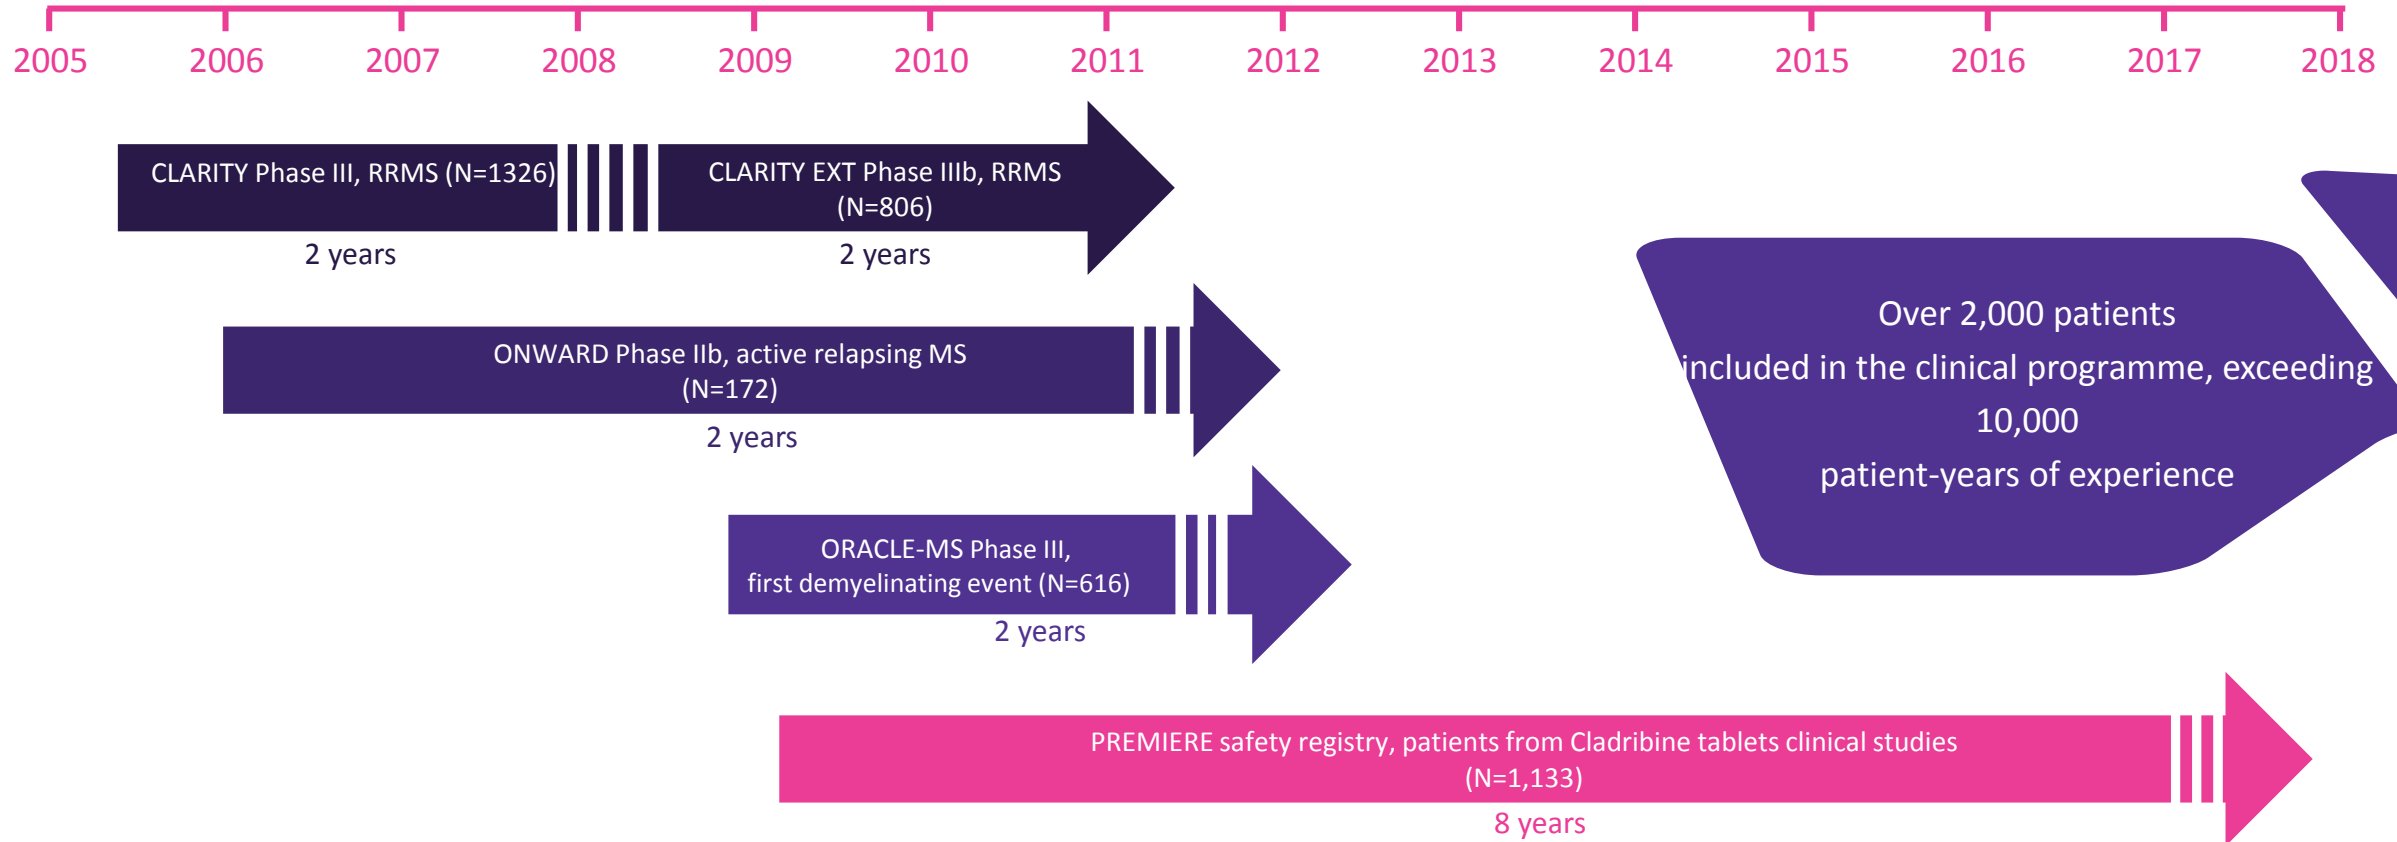 2005 2006 2007 2008 2009 2010 2011 2012 2013 2014 2015 2016 2017 2018
CLARITY Phase III, RRMS (N=1326)
2 years
CLARITY EXT Phase IIIb, RRMS
(N=806)
2 years
ONWARD Phase IIb, active relapsing MS
(N=172)
2 years
Over 2,000 patients
included in the clinical programme, exceeding
10,000
patient-years of experience
ORACLE-MS Phase III,
first demyelinating event (N=616)
2 years
PREMIERE safety registry, patients from Cladribine tablets clinical studies
(N=1,133)
8 years